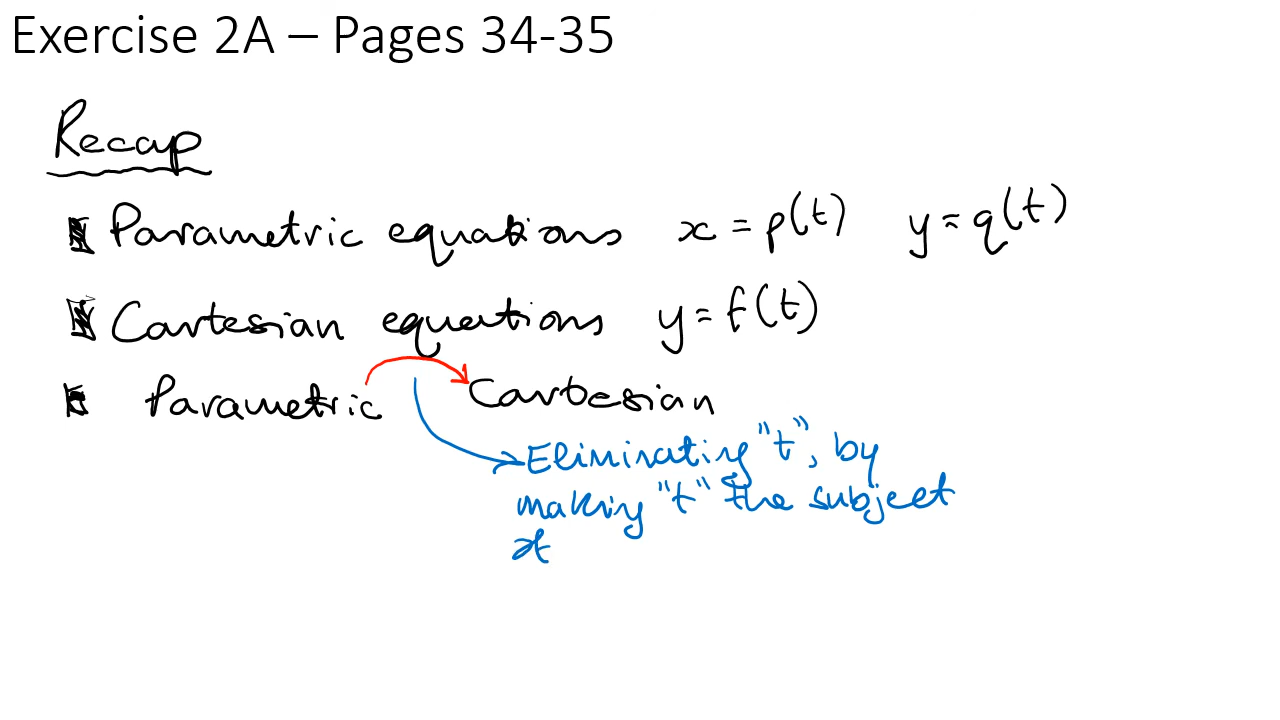 Exercise 2A – Pages 34-35
Recap
Parametric equations x = p(t) y = q(t)
Cartesian equations y = f(t)
Parametric Cartesian
Eliminating "t", by
making "t" the subject